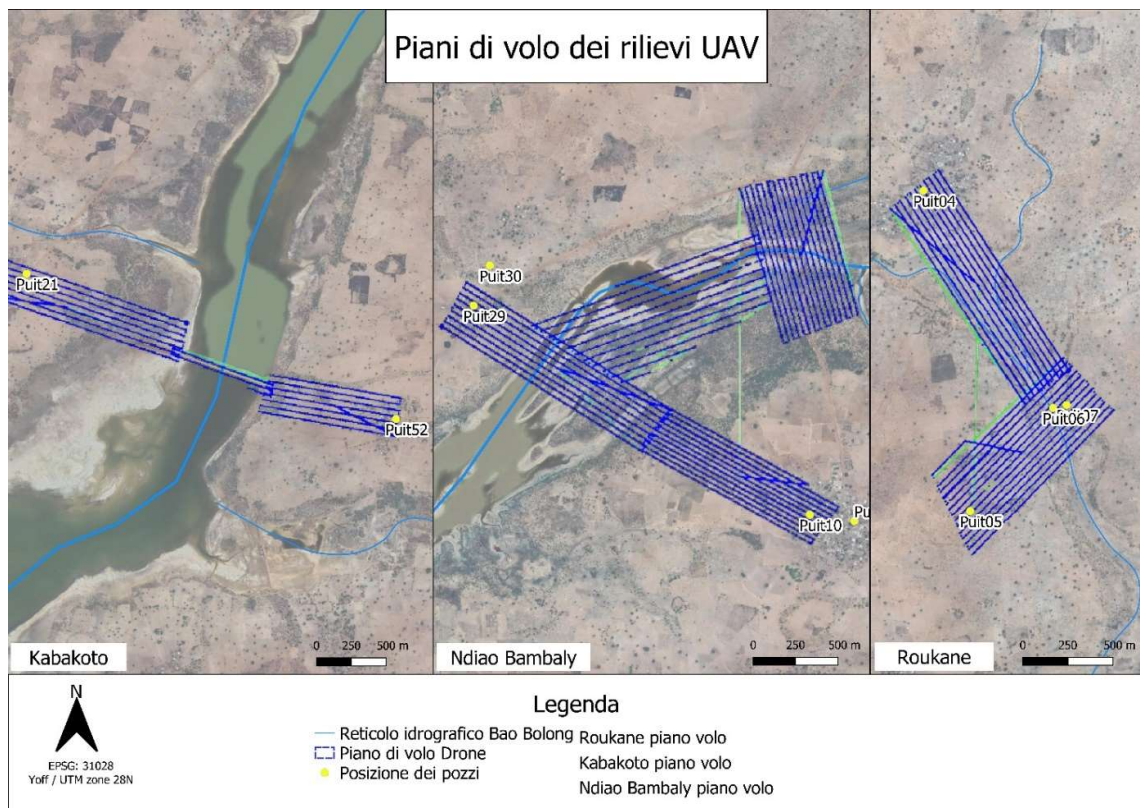 Piani di volo dei rilievi UAV
Puit21
Puit52
Kabakoto
0 250 500 m
Puit30
Puit29
Puit10
Ndiao Bambaly
0 250 500 m
Puit04
Puit06
Puit05
Roukane
0 250 500 m
N
EPSG: 31028
Yoff / UTM zone 28N
Legenda
Reticolo idrografico Bao Bolong
Piano di volo Drone
Posizione dei pozzi
Roukane piano volo
Kabakoto piano volo
Ndiao Bambaly piano volo